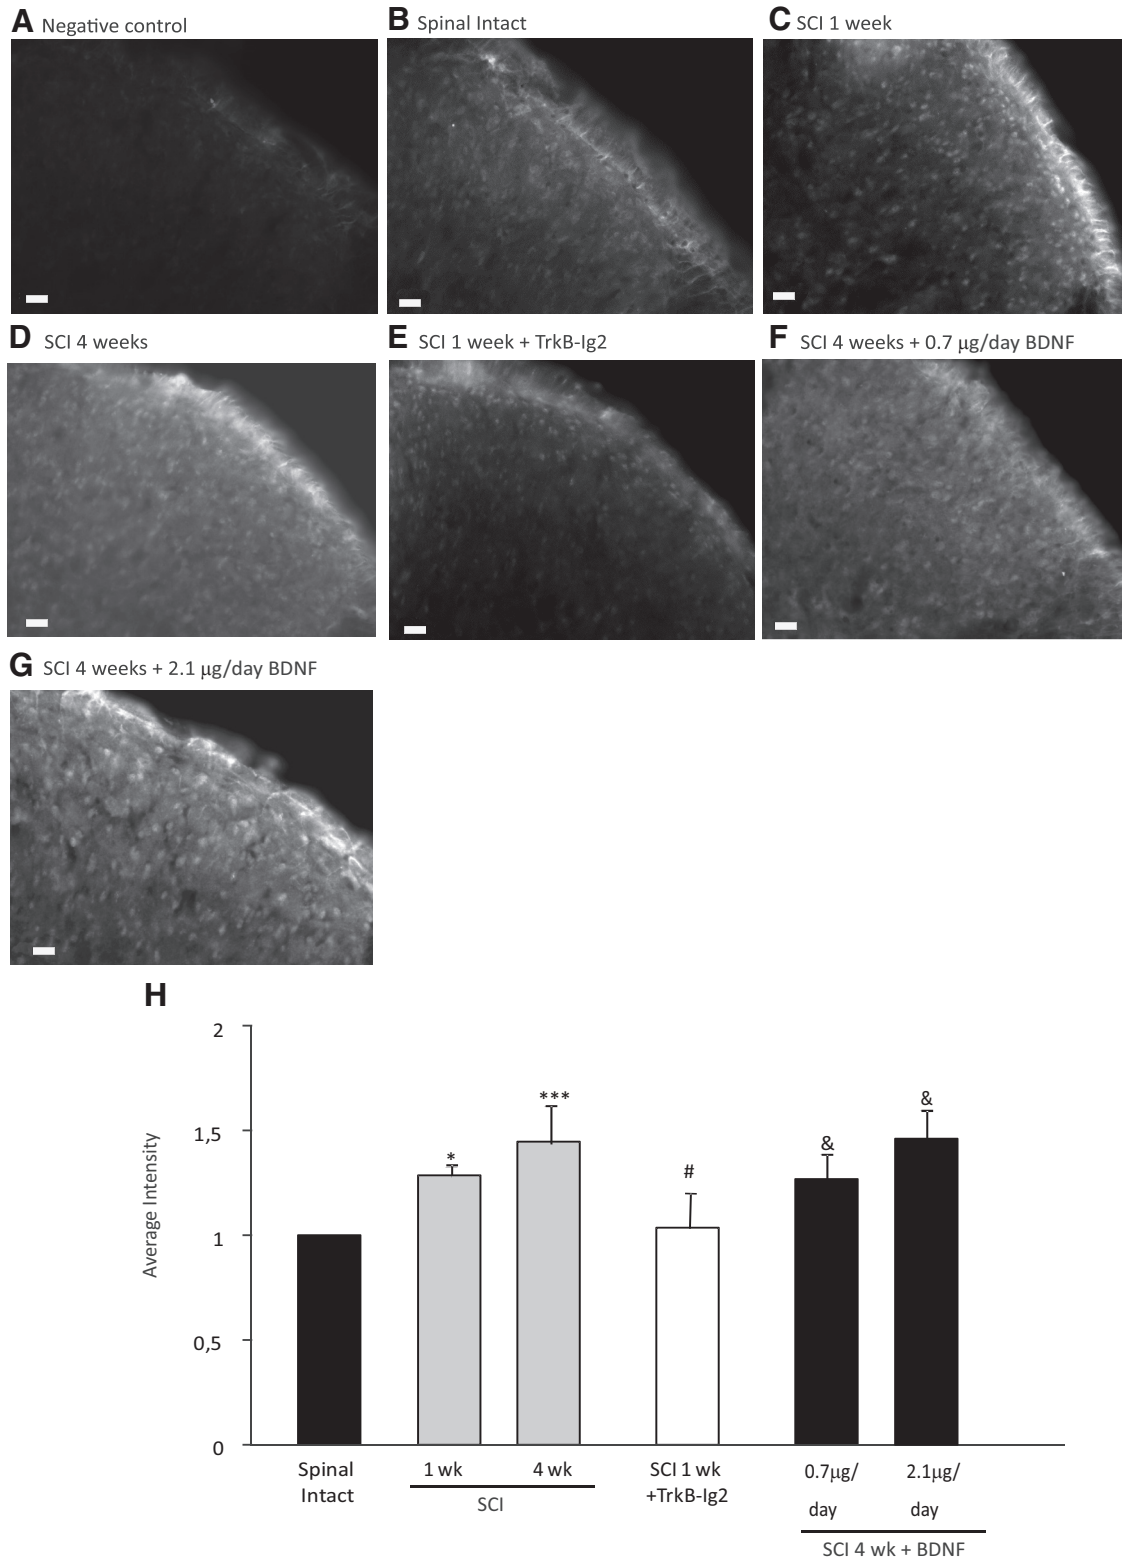 A Negative control
B Spinal Intact
C SCI 1 week
D SCI 4 weeks
E SCI 1 week + TrkB-Ig2
F SCI 4 weeks + 0.7 µg/day BDNF
G SCI 4 weeks + 2.1 µg/day BDNF
H
Average Intensity
2
1,5
1
0,5
0
*
***
#
&
&
Spinal
Intact
1 wk
4 wk
SCI
SCI 1 wk
+TrkB-Ig2
0.7µg/
day
2.1µg/
day
SCI 4 wk + BDNF